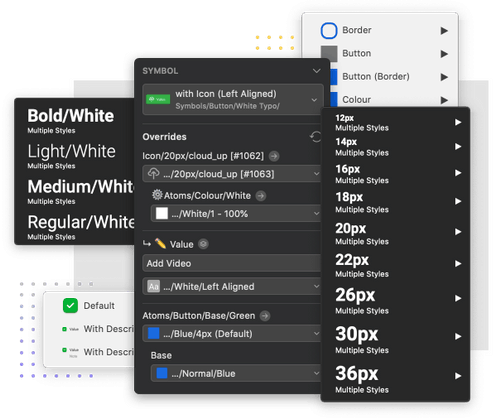 Border
Button
Button (Border)
Colour
SYMBOL
with Icon (Left Aligned)
Symbols/Button/White Typo/
Overrides
Icon/20px/cloud_up [#1062]
.../20px/cloud_up [#1063]
Atoms/Colour/White
.../White/1 - 100%
Value
Add Video
Aa
.../White/Left Aligned
Atoms/Button/Base/Green
.../Blue/4px (Default)
Base
.../Normal/Blue
Bold/White
Multiple Styles
Light/White
Multiple Styles
Medium/White
Multiple Styles
Regular/White
Multiple Styles
12px
Multiple Styles
14px
Multiple Styles
16px
Multiple Styles
18px
Multiple Styles
20px
Multiple Styles
22px
Multiple Styles
26px
Multiple Styles
30px
Multiple Styles
36px
Multiple Styles
Default
With Descri
With Descri